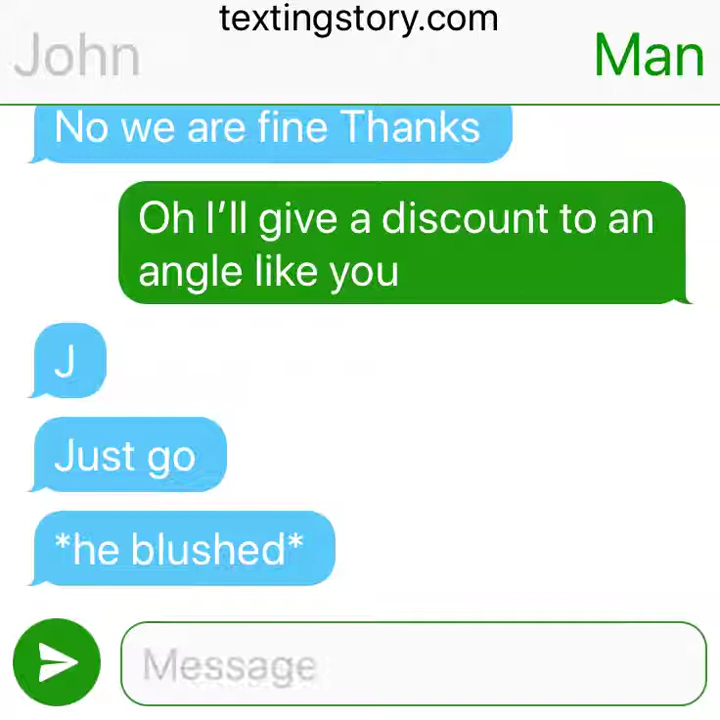 textingstory.com
John
Man
No we are fine Thanks
Oh I’ll give a discount to an
angle like you
J
Just go
*he blushed*
Message